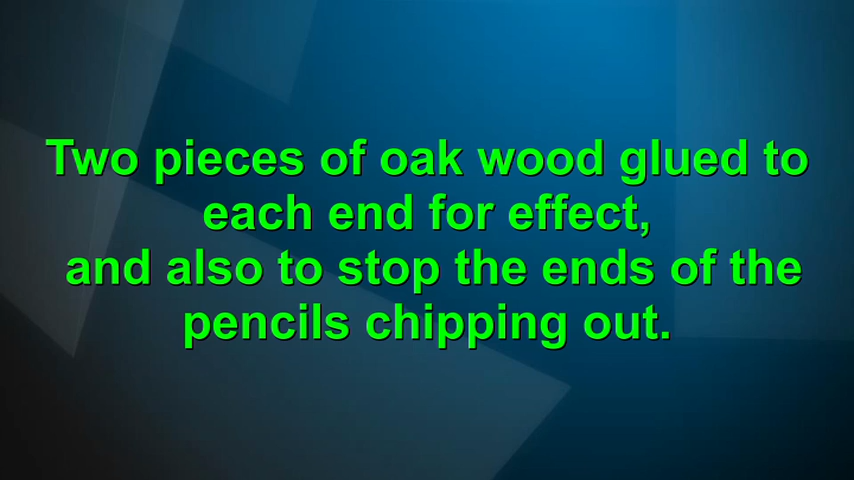 Two pieces of oak wood glued to
each end for effect,
and also to stop the ends of the
pencils chipping out.